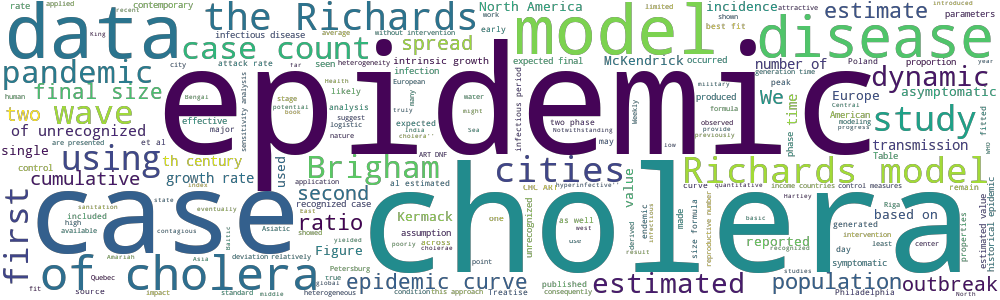 data
epidemic
case
cholera
model
disease
the Richards
case count
pandemic
final size
wave
two
of unrecognized
single
using
th century
cumulative
growth rate
first
of cholera
Brigham
cities
Richards model
study
dynamic
estimate
spread
North America
incidence
McKendrick
number of
We
Europe
asymptotic
time
phase
transmission
second
ratio
Kermack
Figure
epidemic curve
estimated
population
outbreak
based on
reported
value
used
infectious disease
intrinsic growth
infectious period
expected final
attack rate
heterogeneity
sensitivity analysis
without intervention
average
contemporary
rate
recent
applied
King
city
far
seen
infection
European
Health
likely
many
analysis
suggest
logistic
nature
truly
expected
India
cholera''
ART DNF
et al
al estimated
Bengal
stage
potential
book
effective
major
human
are presented
control
included
high
available
state
sanitation
eventually
index
contagious
Asiatic
Baltic
Amariah
Asia
deviation
relatively
Quebec
source
fit
impact
standard
middle
Petersburg
true
global
heterogeneous
condition
this approach
Treatise
published
consequently
point
cholerae
poorly
across
yielded
assumption
showed
East
recognized case
application
LML AR
hyperinfective''
unrecognized
one
as well
west
use
endemic
derived
result
infectious
curve
quantitative
made
size formula
reproductive number
basic
recognized
studies
generated
intervention
day
least
symptomatic
center
Philadelphia
North
historical epidemic
properties
estimated value
Riga
Table
Hartley
income countries
control measures
remain
WHO
fitted
modeling
progress
American
Central
year
introduced
parameters
attractive
best fit
limited
shown
work
early
occurred
generation time
peak
Poland
proportion
military
produced
formula
observed
provide
previously
low
may
two phase
Notwithstanding
Weekly
water
might
Sea